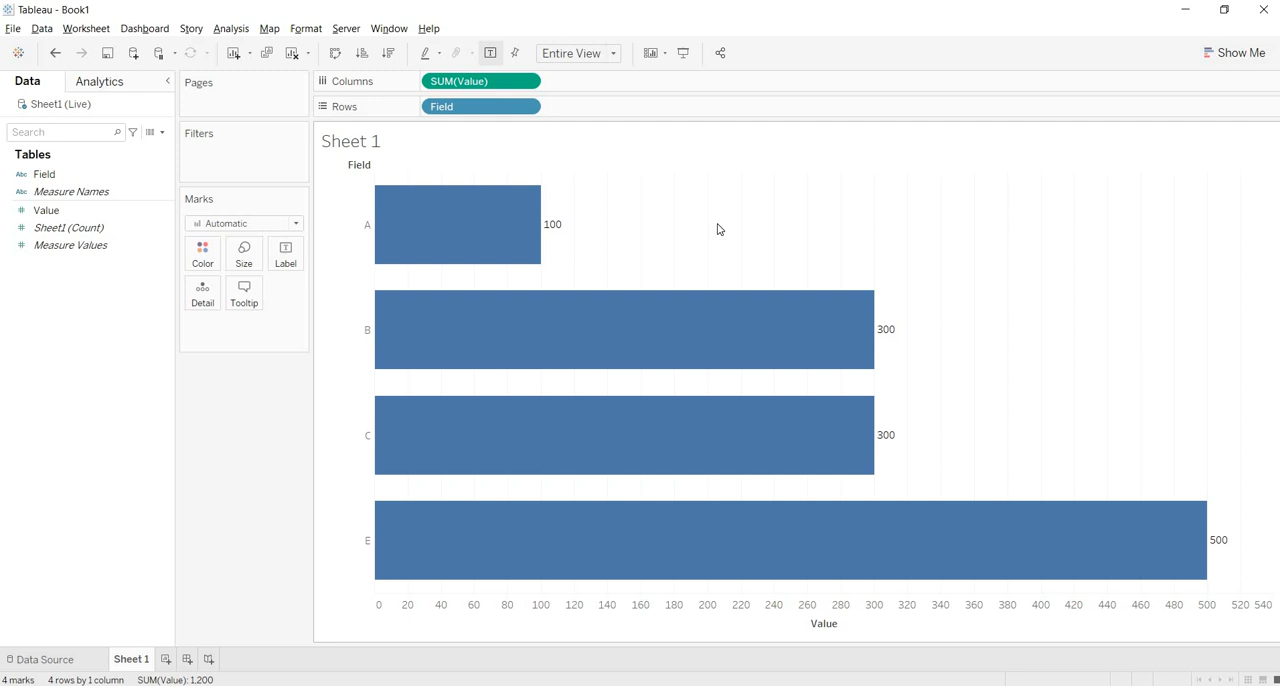 Tableau - Book1
File Data Worksheet Dashboard Story Analysis Map Format Server Window Help
Entire View
Show Me
Data Analytics
Sheet1 (Live)
Search
Tables
Abc Field
Abc Measure Names
# Value
# Sheet1 (Count)
# Measure Values
Pages
Filters
Marks
Automatic
Color Size Label
Detail Tooltip
Columns SUM(Value)
Rows Field
Sheet 1
Field
A 100
B 300
C 300
E 500
0 20 40 60 80 100 120 140 160 180 200 220 240 260 280 300 320 340 360 380 400 420 440 460 480 500 520 540
Value
Data Source Sheet 1
4 marks 4 rows by 1 column SUM(Value): 1,200